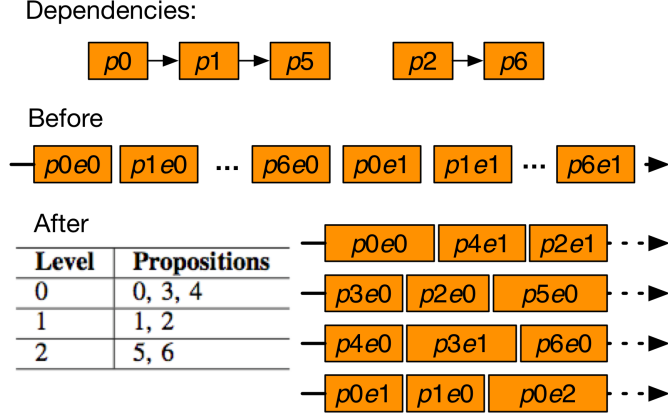 Dependencies:
p0 p1 p5 p2 p6
Before
p0e0 p1e0 ... p6e0 p0e1 p1e1 ... p6e1
After
Level Propositions
0 0, 3, 4
1 1, 2
2 5, 6
p0e0 p4e1 p2e1
p3e0 p2e0 p5e0
p4e0 p3e1 p6e0
p0e1 p1e0 p0e2